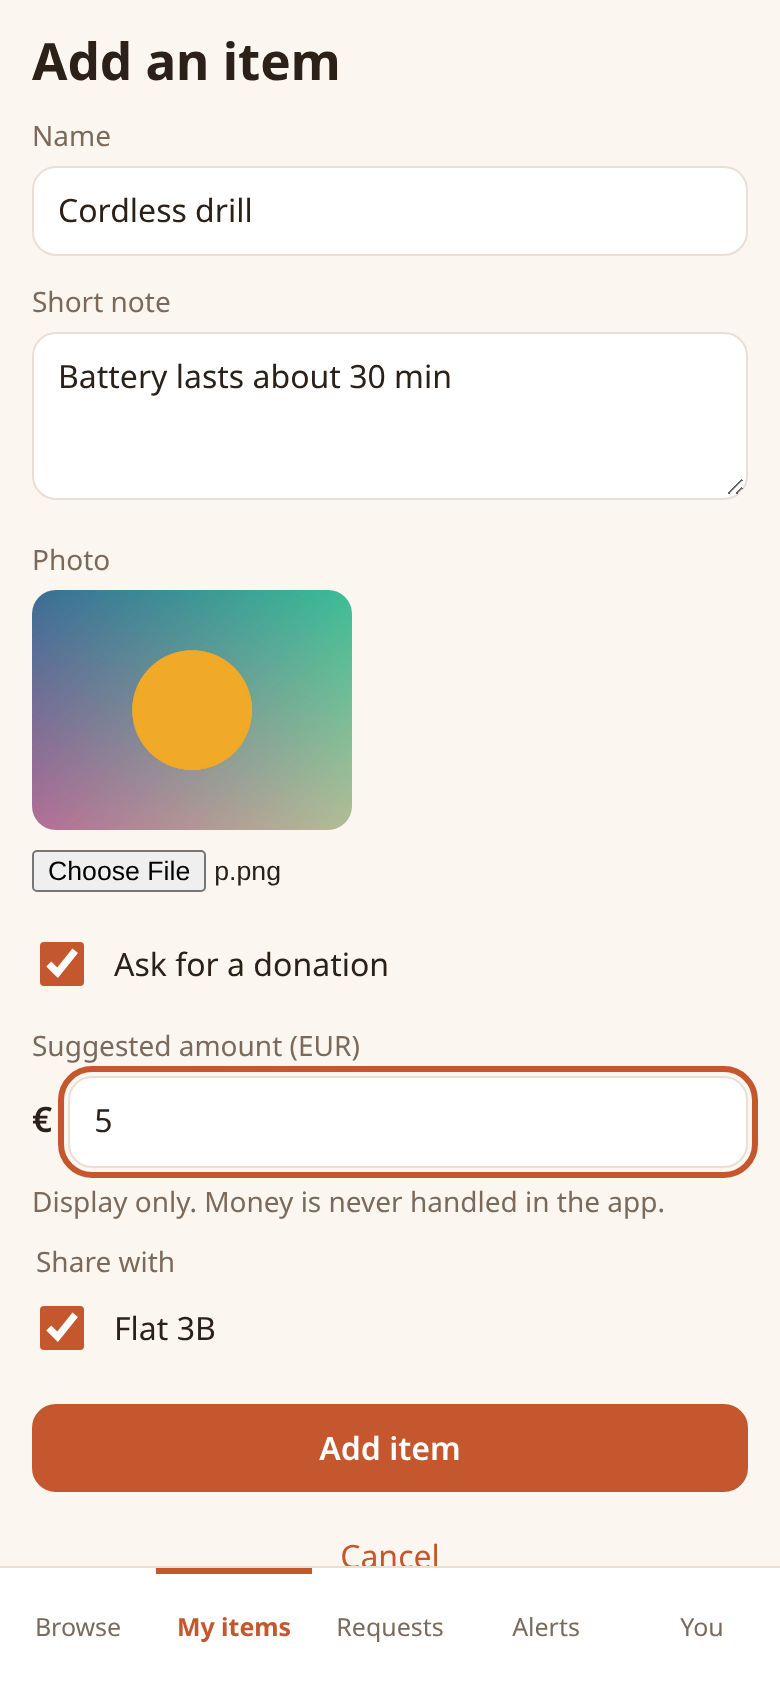 Add an item
Name
Cordless drill
Short note
Battery lasts about 30 min
Photo
Choose File p.png
Ask for a donation
Suggested amount (EUR)
€ 5
Display only. Money is never handled in the app.
Share with
Flat 3B
Add item
Cancel
Browse My items Requests Alerts You